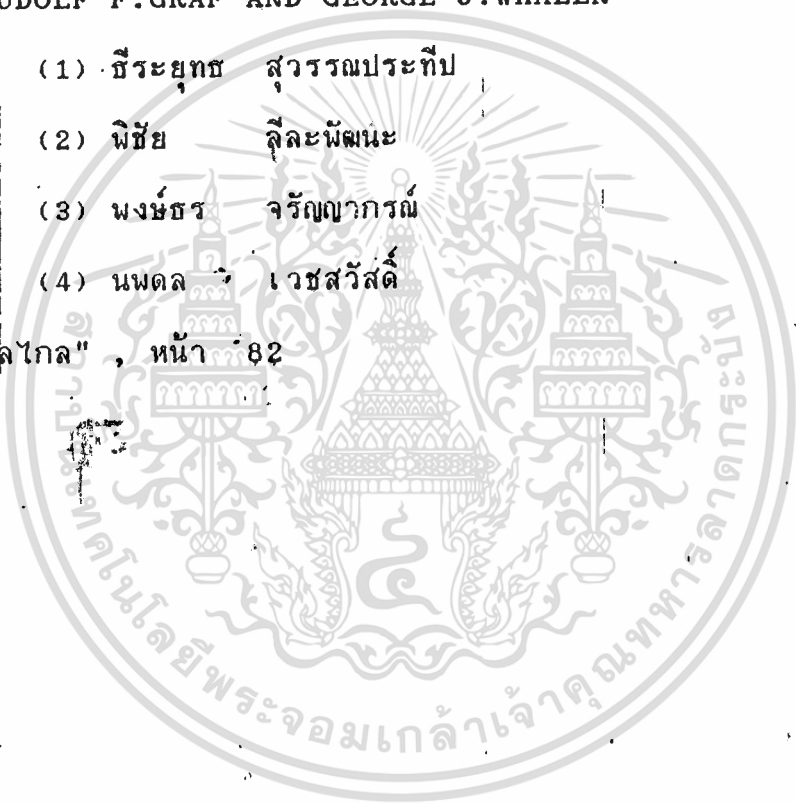 UDOLF F.GRAF AND GEORGE J.WHALEN
(1) ธีระยุทธ สุวรรณประทีป
(2) พิชัย ลีละพัฒนะ
(3) พงษ์ธร จรัญญากรณ์
(4) นพดล เวชสวัสดิ์
ลไกล" , หน้า 82
สถาบันเทคโนโลยีพระจอมเกล้าเจ้าคุณทหารลาดกระบัง